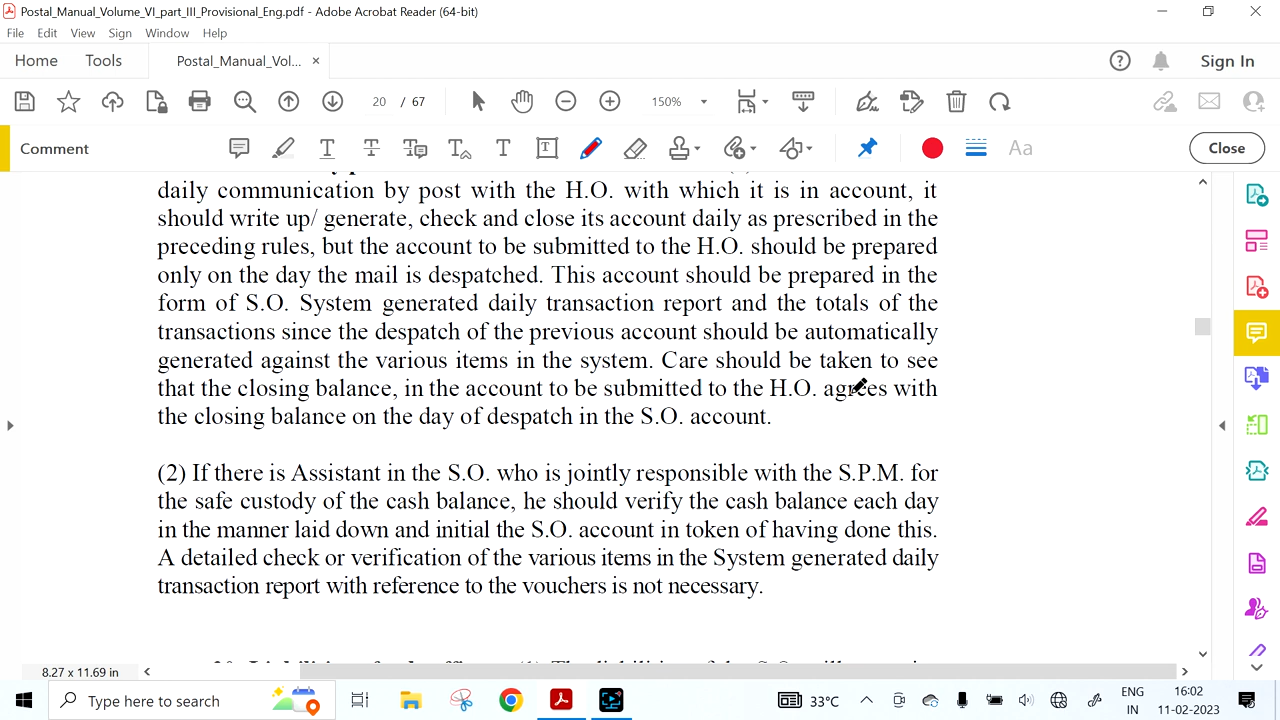 Postal_Manual_Volume_VI_part_III_Provisional_Eng.pdf - Adobe Acrobat Reader (64-bit)
File Edit View Sign Window Help
Home Tools Postal_Manual_Vol... × Sign In
20 / 67 150%
Comment Aa Close
daily communication by post with the H.O. with which it is in account, it
should write up/ generate, check and close its account daily as prescribed in the
preceding rules, but the account to be submitted to the H.O. should be prepared
only on the day the mail is despatched. This account should be prepared in the
form of S.O. System generated daily transaction report and the totals of the
transactions since the despatch of the previous account should be automatically
generated against the various items in the system. Care should be taken to see
that the closing balance, in the account to be submitted to the H.O. agrees with
the closing balance on the day of despatch in the S.O. account.
(2) If there is Assistant in the S.O. who is jointly responsible with the S.P.M. for
the safe custody of the cash balance, he should verify the cash balance each day
in the manner laid down and initial the S.O. account in token of having done this.
A detailed check or verification of the various items in the System generated daily
transaction report with reference to the vouchers is not necessary.
8.27 x 11.69 in
Type here to search 33°C ENG 16:02
IN 11-02-2023